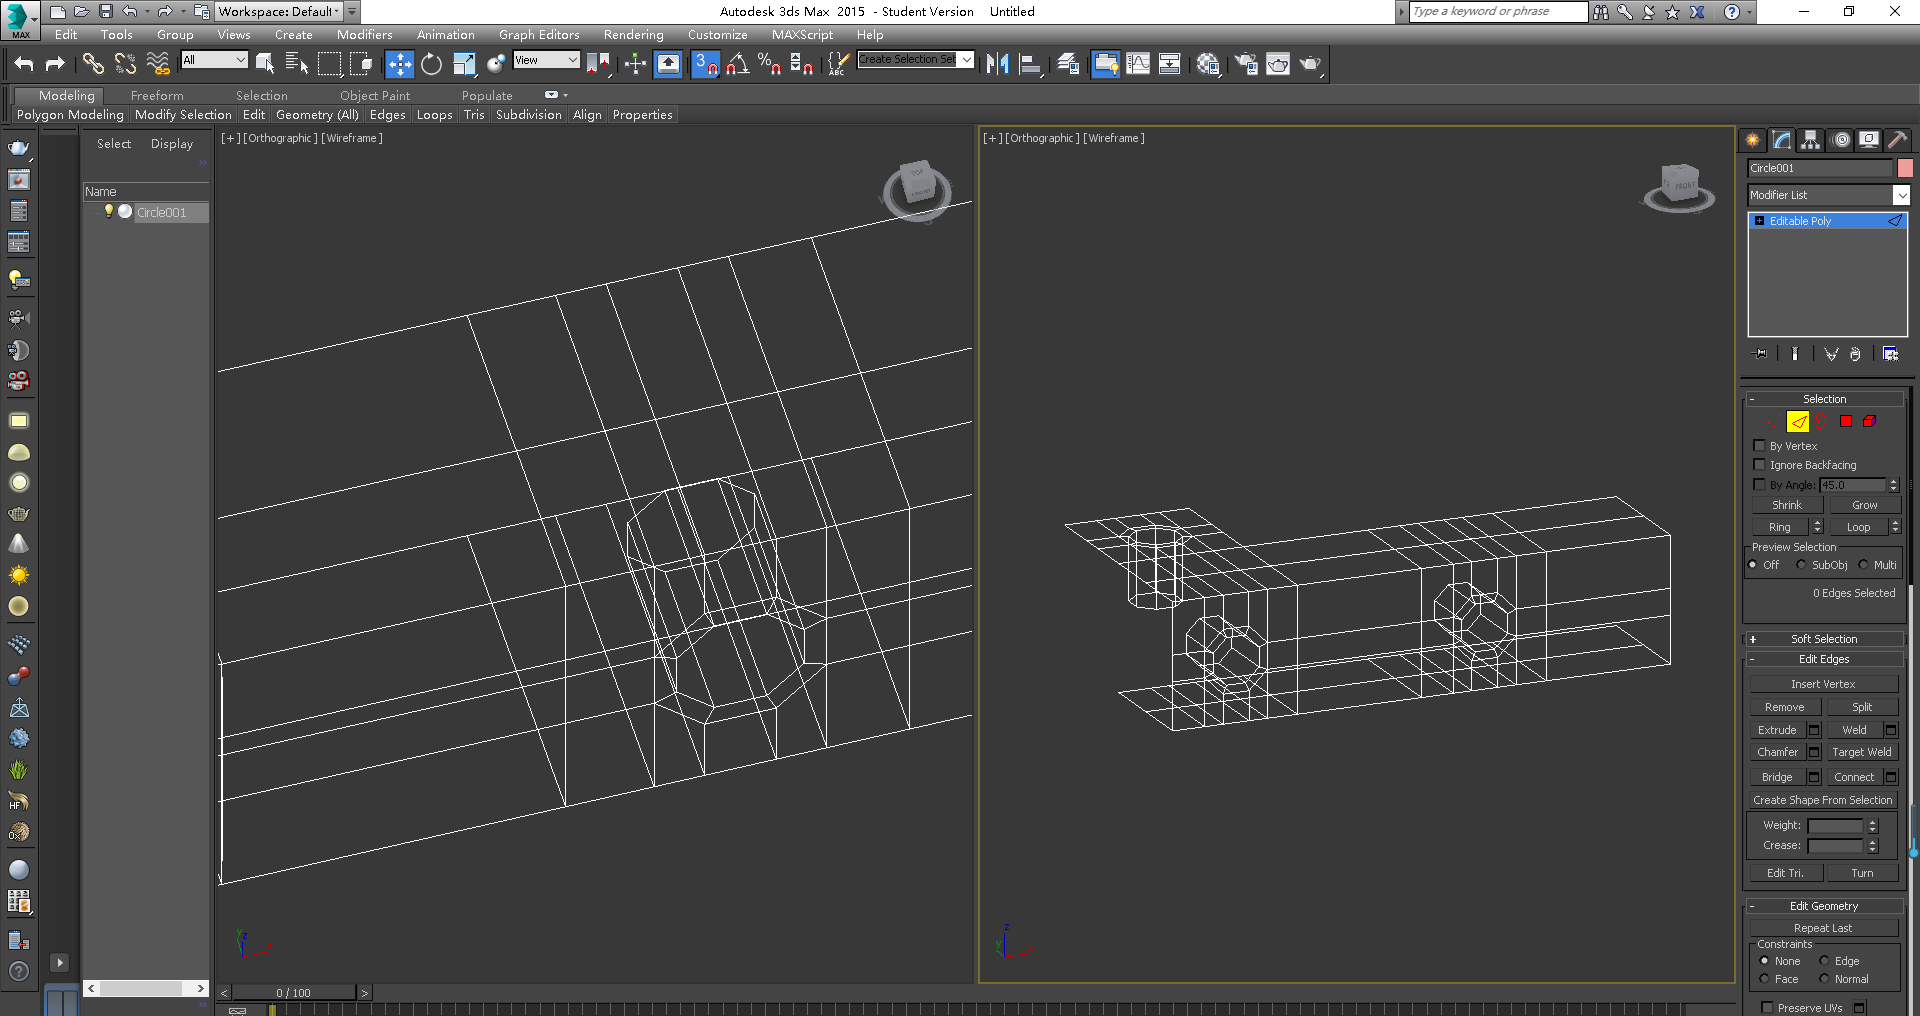 Workspace: Default
Autodesk 3ds Max 2015 - Student Version Untitled
Type a keyword or phrase
MAX
Edit Tools Group Views Create Modifiers Animation Graph Editors Rendering Customize MAXScript Help
All
View
3
Create Selection Set
Modeling Freeform Selection Object Paint Populate
Polygon Modeling Modify Selection Edit Geometry (All) Edges Loops Tris Subdivision Align Properties
Select Display
Name
Circle001
[+][Orthographic][Wireframe]
TOP
FRONT
[+][Orthographic][Wireframe]
FRONT
Circle001
Modifier List
Editable Poly
Selection
By Vertex
Ignore Backfacing
By Angle: 45.0
Shrink Grow
Ring Loop
Preview Selection
Off SubObj Multi
0 Edges Selected
Soft Selection
Edit Edges
Insert Vertex
Remove Split
Extrude Weld
Chamfer Target Weld
Bridge Connect
Create Shape From Selection
Weight:
Crease:
Edit Tri. Turn
Edit Geometry
Repeat Last
Constraints
None Edge
Face Normal
Preserve UVs
0 / 100